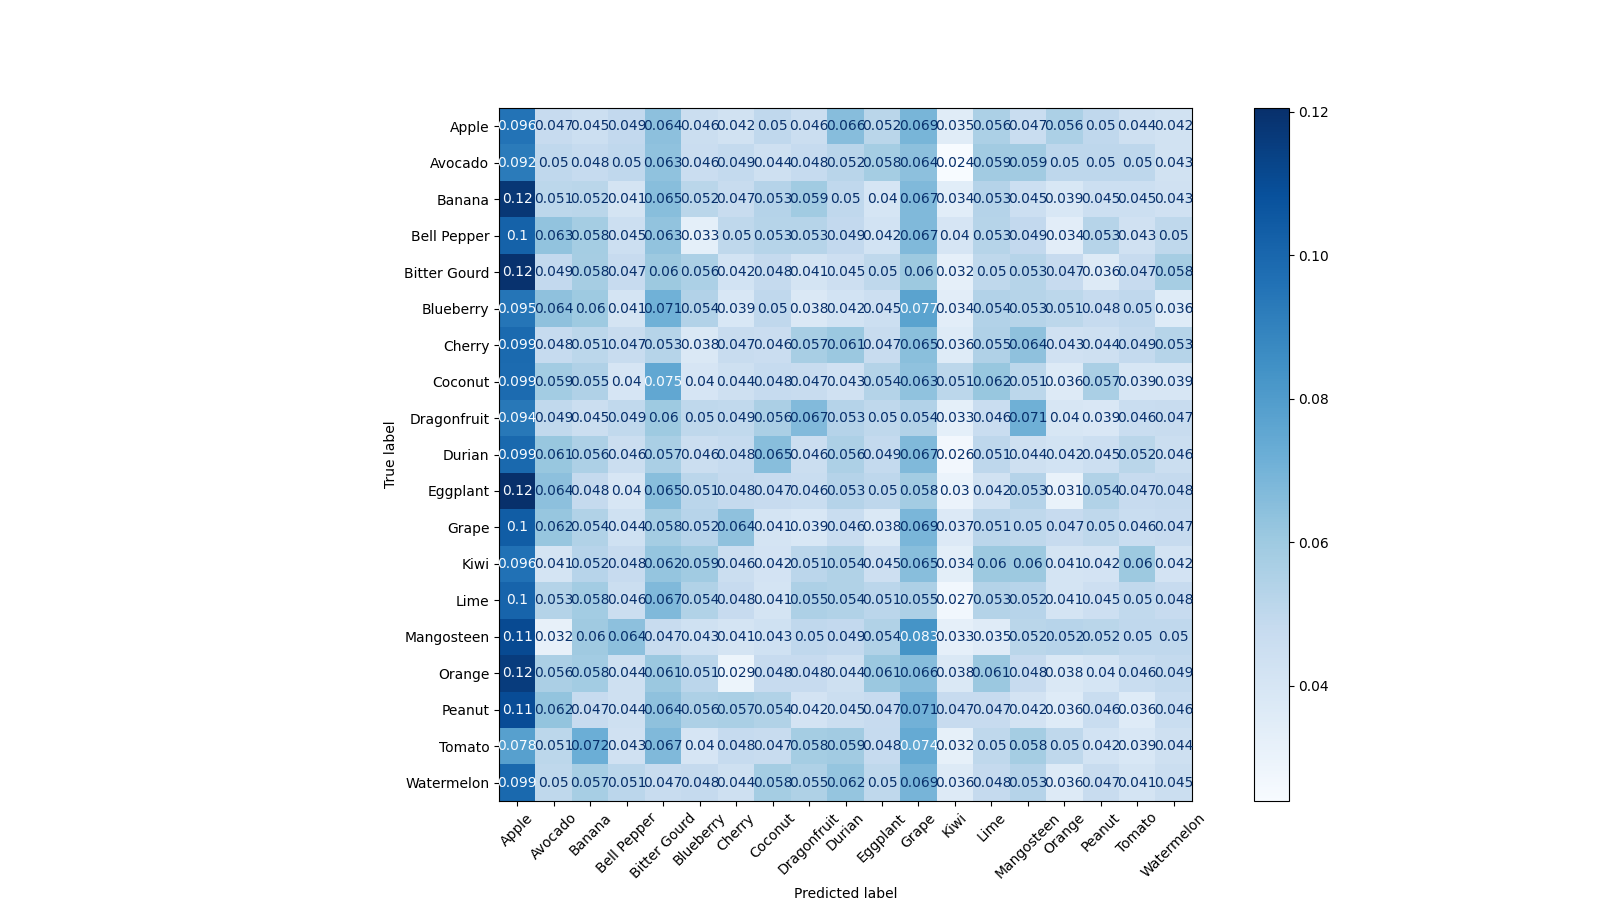 Apple 0.096 0.047 0.045 0.049 0.064 0.046 0.042 0.05 0.046 0.066 0.052 0.069 0.035 0.056 0.047 0.056 0.05 0.044 0.042
Avocado 0.092 0.05 0.048 0.05 0.063 0.046 0.049 0.044 0.048 0.052 0.058 0.064 0.024 0.059 0.059 0.05 0.05 0.05 0.043
Banana 0.12 0.051 0.052 0.041 0.065 0.052 0.047 0.053 0.059 0.05 0.04 0.067 0.034 0.053 0.045 0.039 0.045 0.045 0.043
Bell Pepper 0.1 0.063 0.058 0.045 0.063 0.033 0.05 0.053 0.053 0.049 0.042 0.067 0.04 0.053 0.049 0.034 0.053 0.043 0.05
Bitter Gourd 0.12 0.049 0.058 0.047 0.06 0.056 0.042 0.048 0.041 0.045 0.05 0.06 0.032 0.05 0.053 0.047 0.036 0.047 0.058
Blueberry 0.095 0.064 0.06 0.041 0.071 0.054 0.039 0.05 0.038 0.042 0.045 0.077 0.034 0.054 0.053 0.051 0.048 0.05 0.036
Cherry 0.099 0.048 0.051 0.047 0.053 0.038 0.047 0.046 0.057 0.061 0.047 0.065 0.036 0.055 0.064 0.043 0.044 0.049 0.053
Coconut 0.099 0.059 0.055 0.04 0.075 0.04 0.044 0.048 0.047 0.043 0.054 0.063 0.051 0.062 0.051 0.036 0.057 0.039 0.039
Dragonfruit 0.094 0.049 0.045 0.049 0.06 0.05 0.049 0.056 0.067 0.053 0.05 0.054 0.033 0.046 0.071 0.04 0.039 0.046 0.047
Durian 0.099 0.061 0.056 0.046 0.057 0.046 0.048 0.065 0.046 0.056 0.049 0.067 0.026 0.051 0.044 0.042 0.045 0.052 0.046
Eggplant 0.12 0.064 0.048 0.04 0.065 0.051 0.048 0.047 0.046 0.053 0.05 0.058 0.03 0.042 0.053 0.031 0.054 0.047 0.048
Grape 0.1 0.062 0.054 0.044 0.058 0.052 0.064 0.041 0.039 0.046 0.038 0.069 0.037 0.051 0.05 0.047 0.05 0.046 0.047
Kiwi 0.096 0.041 0.052 0.048 0.062 0.059 0.046 0.042 0.051 0.054 0.045 0.065 0.034 0.06 0.06 0.041 0.042 0.06 0.042
Lime 0.1 0.053 0.058 0.046 0.067 0.054 0.048 0.041 0.055 0.054 0.051 0.055 0.027 0.053 0.052 0.041 0.045 0.05 0.048
Mangosteen 0.11 0.032 0.06 0.064 0.047 0.043 0.041 0.043 0.05 0.049 0.054 0.083 0.033 0.035 0.052 0.052 0.052 0.05 0.05
Orange 0.12 0.056 0.058 0.044 0.061 0.051 0.029 0.048 0.048 0.044 0.061 0.066 0.038 0.061 0.048 0.038 0.04 0.046 0.049
Peanut 0.11 0.062 0.047 0.044 0.064 0.056 0.057 0.054 0.042 0.045 0.047 0.071 0.047 0.047 0.042 0.036 0.046 0.036 0.046
Tomato 0.078 0.051 0.072 0.043 0.067 0.04 0.048 0.047 0.058 0.059 0.048 0.074 0.032 0.05 0.058 0.05 0.042 0.039 0.044
Watermelon 0.099 0.05 0.057 0.051 0.047 0.048 0.044 0.058 0.055 0.062 0.05 0.069 0.036 0.048 0.053 0.036 0.047 0.041 0.045
True label
Apple Avocado Banana Bell Pepper Bitter Gourd Blueberry Cherry Coconut Dragonfruit Durian Eggplant Grape Kiwi Lime Mangosteen Orange Peanut Tomato Watermelon
Predicted label
0.12
0.10
0.08
0.06
0.04